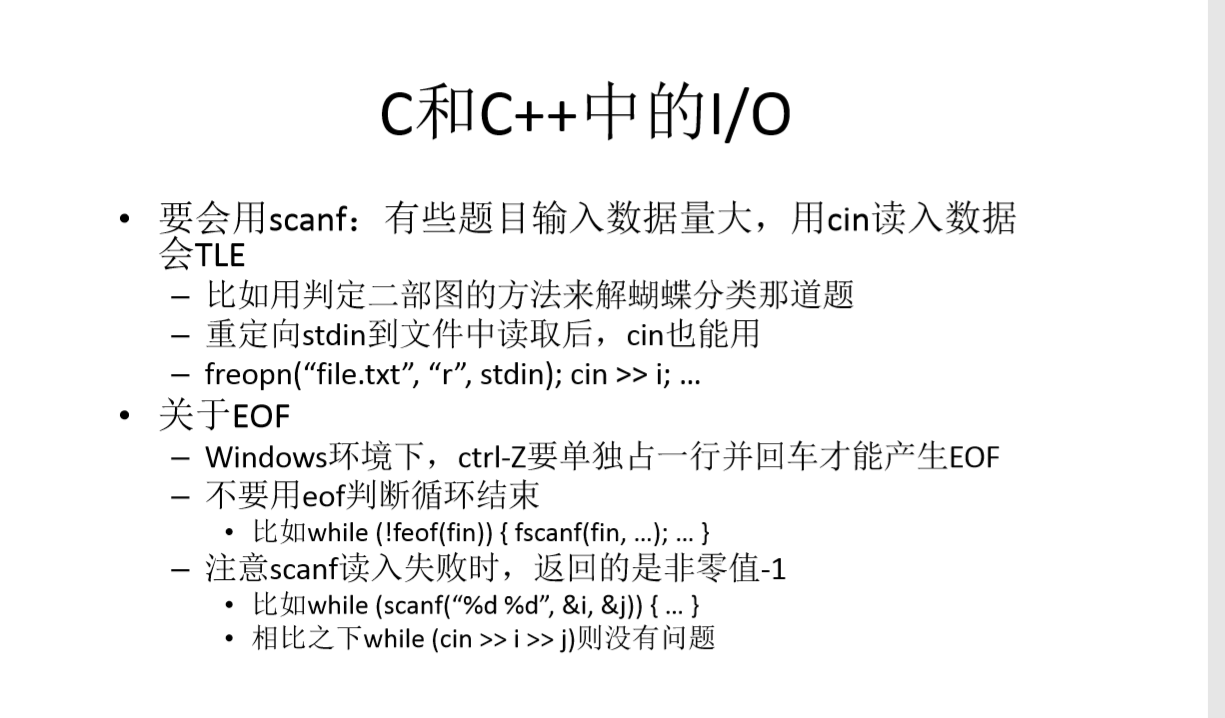 C和C++中的I/O
• 要会用scanf：有些题目输入数据量大，用cin读入数据
会TLE
– 比如用判定二部图的方法来解蝴蝶分类那道题
– 重定向stdin到文件中读取后，cin也能用
– freopn(“file.txt”, “r”, stdin); cin >> i; …
• 关于EOF
– Windows环境下，ctrl-Z要单独占一行并回车才能产生EOF
– 不要用eof判断循环结束
• 比如while (!feof(fin)) { fscanf(fin, …); … }
– 注意scanf读入失败时，返回的是非零值-1
• 比如while (scanf(“%d %d”, &i, &j)) { … }
• 相比之下while (cin >> i >> j)则没有问题